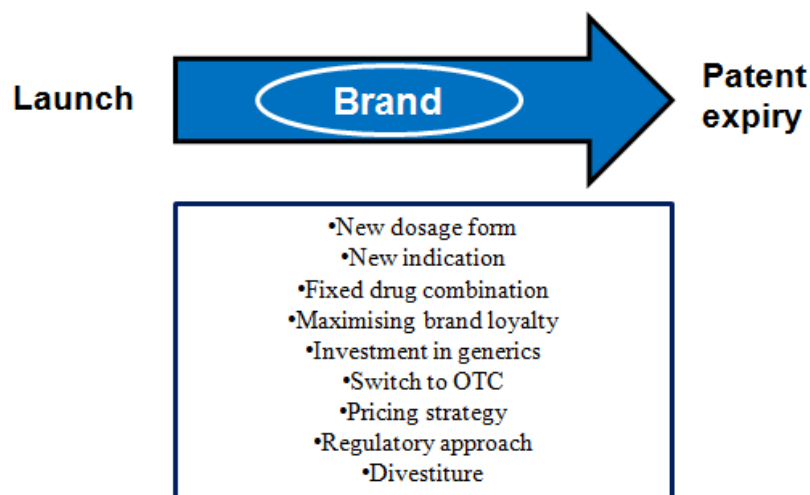 Launch
Brand
Patent
expiry
•New dosage form
•New indication
•Fixed drug combination
•Maximising brand loyalty
•Investment in generics
•Switch to OTC
•Pricing strategy
•Regulatory approach
•Divestiture